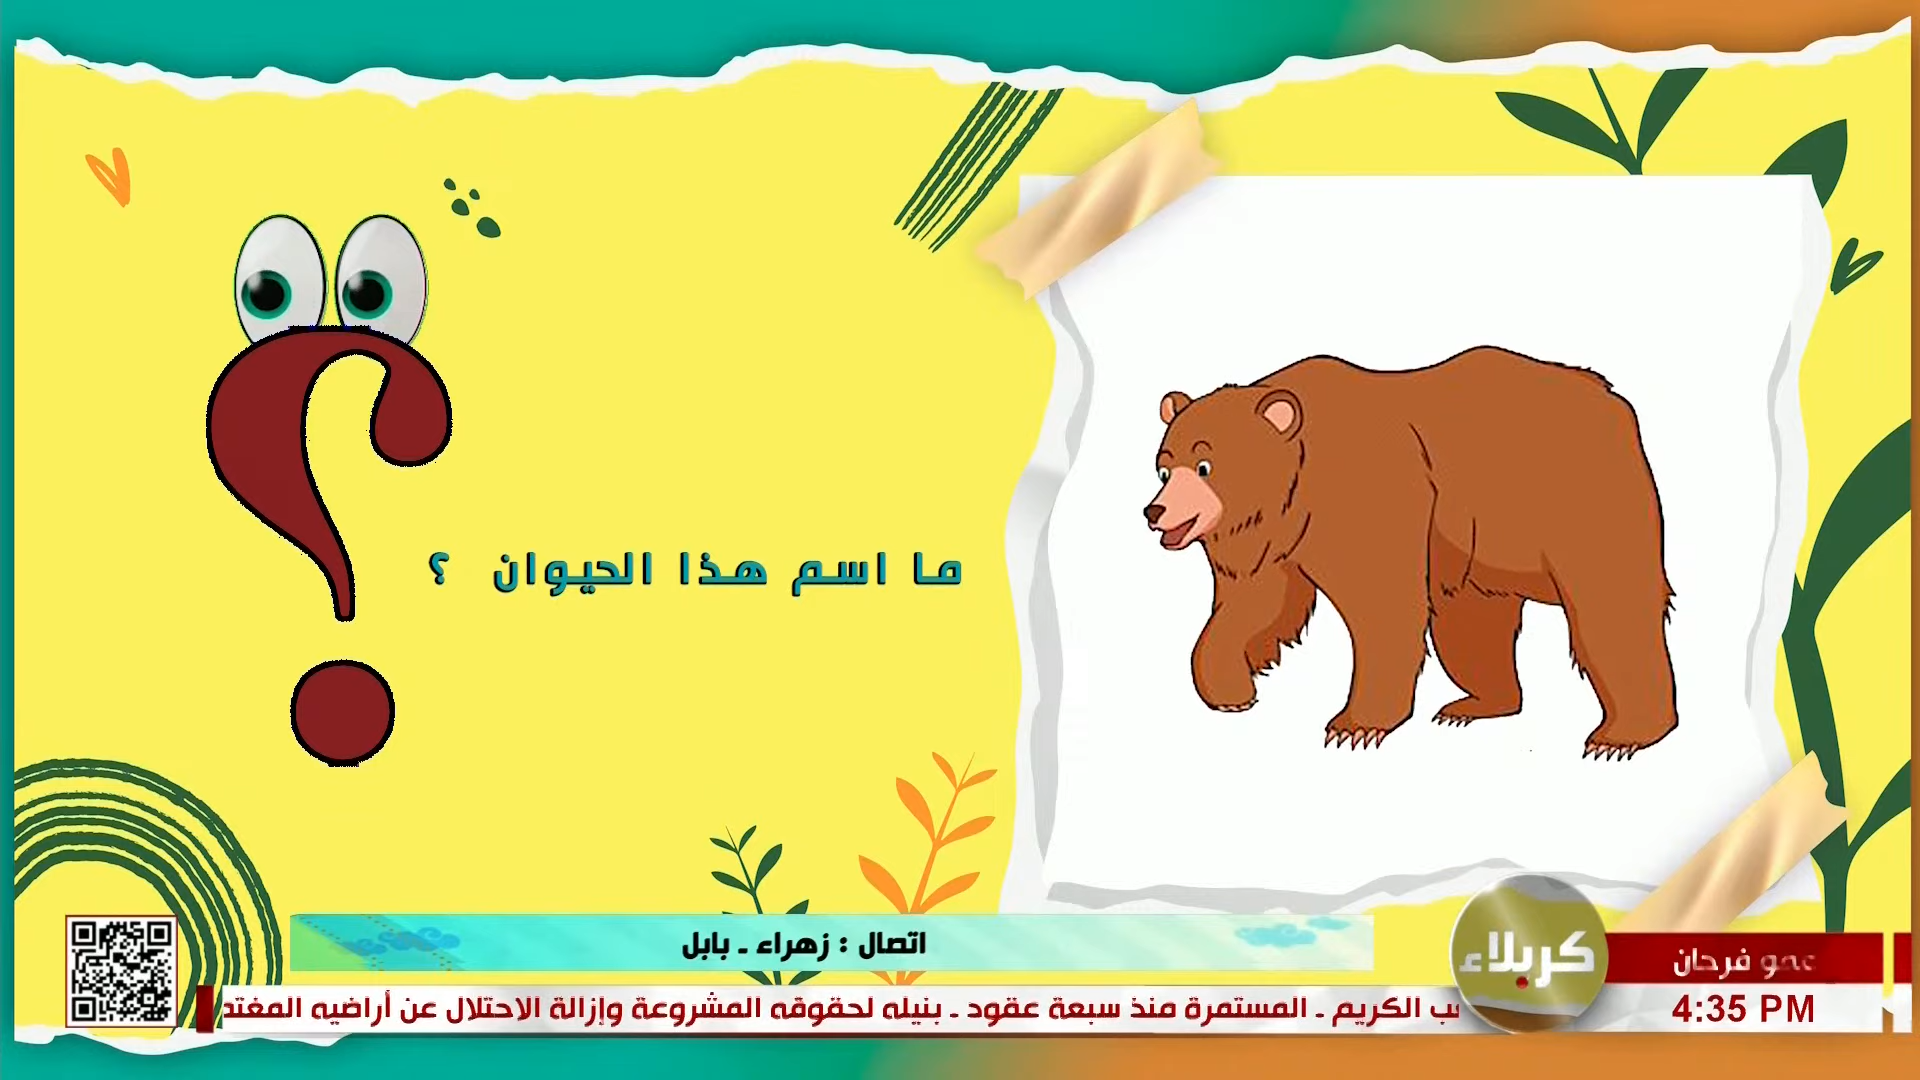 ما اسم هذا الحيوان ؟
اتصال : زهراء ـ بابل
كربلاء
عمو فرحان
الكريم ـ المستمرة منذ سبعة عقود ـ بنيله لحقوقه المشروعة وإزالة الاحتلال عن أراضيه
4:35 PM